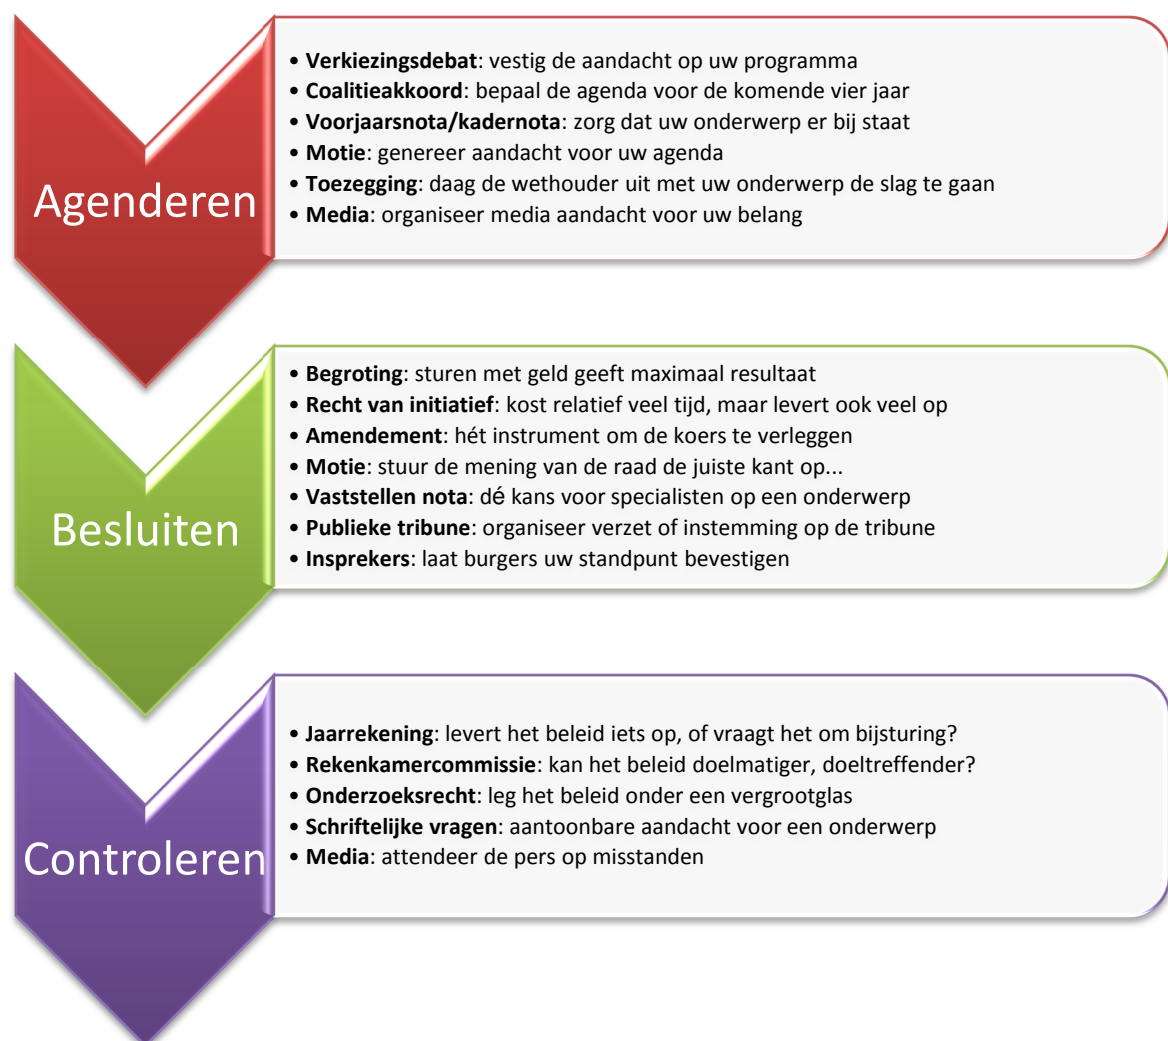 Agenderen
• Verkiezingsdebat: vestig de aandacht op uw programma
• Coalitieakkoord: bepaal de agenda voor de komende vier jaar
• Voorjaarsnota/kadernota: zorg dat uw onderwerp er bij staat
• Motie: genereer aandacht voor uw agenda
• Toezegging: daag de wethouder uit met uw onderwerp de slag te gaan
• Media: organiseer media aandacht voor uw belang
Besluiten
• Begroting: sturen met geld geeft maximaal resultaat
• Recht van initiatief: kost relatief veel tijd, maar levert ook veel op
• Amendement: hét instrument om de koers te verleggen
• Motie: stuur de mening van de raad de juiste kant op...
• Vaststellen nota: dé kans voor specialisten op een onderwerp
• Publieke tribune: organiseer verzet of instemming op de tribune
• Insprekers: laat burgers uw standpunt bevestigen
Controleren
• Jaarrekening: levert het beleid iets op, of vraagt het om bijsturing?
• Rekenkamercommissie: kan het beleid doelmatiger, doeltreffender?
• Onderzoeksrecht: leg het beleid onder een vergrootglas
• Schriftelijke vragen: aantoonbare aandacht voor een onderwerp
• Media: attendeer de pers op misstanden